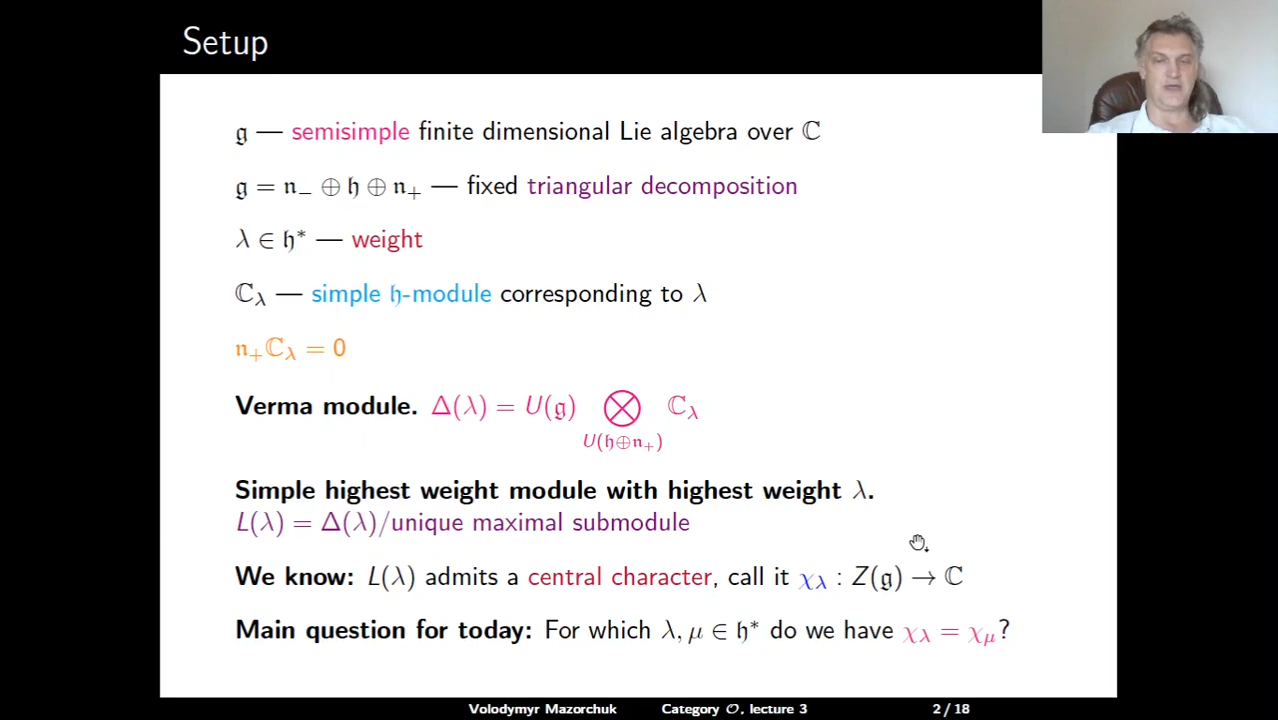 Setup
𝔤 — semisimple finite dimensional Lie algebra over ℂ
𝔤 = 𝔫₋ ⊕ 𝔥 ⊕ 𝔫₊ — fixed triangular decomposition
λ ∈ 𝔥* — weight
ℂ_λ — simple 𝔥-module corresponding to λ
𝔫₊ℂ_λ = 0
Verma module. Δ(λ) = U(𝔤) ⨂ ℂ_λ
U(𝔥⊕𝔫₊)
Simple highest weight module with highest weight λ.
L(λ) = Δ(λ)/unique maximal submodule
We know: L(λ) admits a central character, call it χ_λ : Z(𝔤) → ℂ
Main question for today: For which λ, μ ∈ 𝔥* do we have χ_λ = χ_μ?
Volodymyr Mazorchuk Category 𝒪, lecture 3 2 / 18